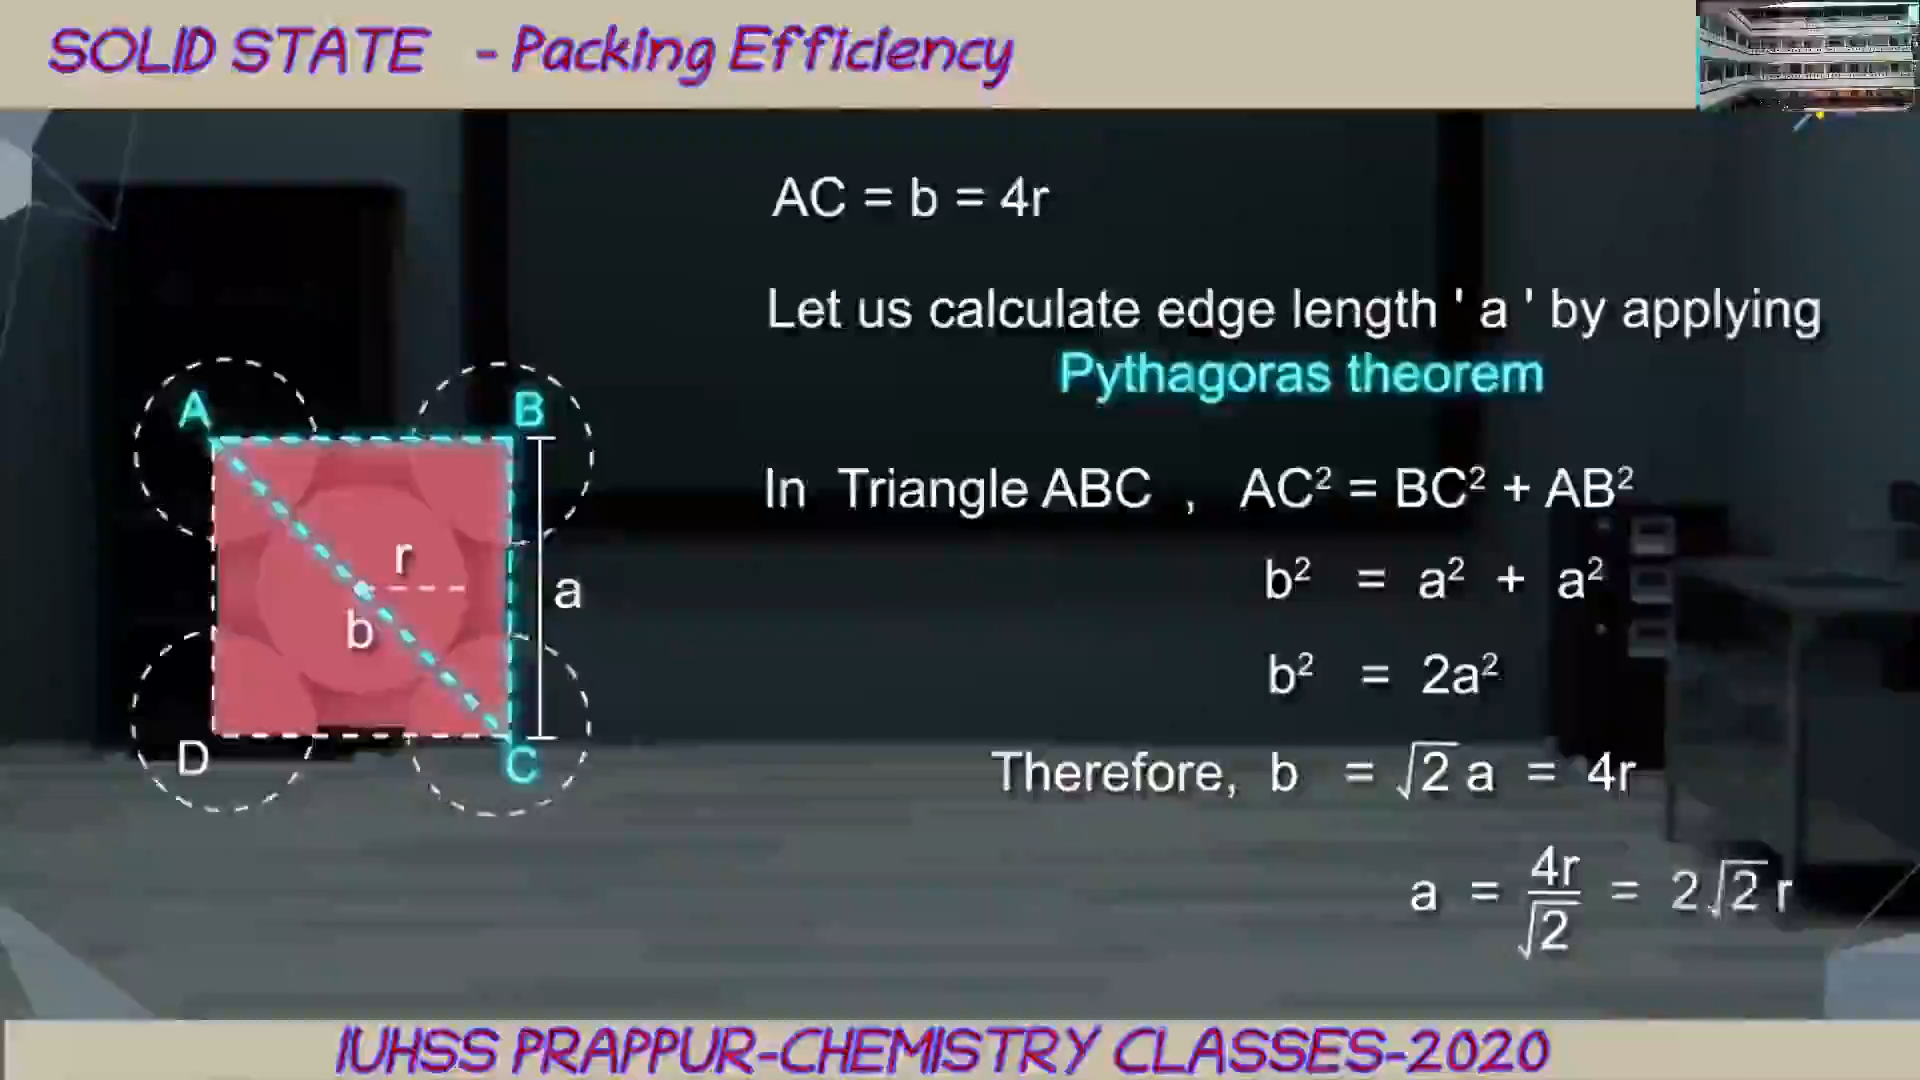 SOLID STATE - Packing Efficiency
AC = b = 4r
Let us calculate edge length ' a ' by applying
Pythagoras theorem
A
B
r
a
b
D
C
In Triangle ABC , AC² = BC² + AB²
b² = a² + a²
b² = 2a²
Therefore, b = √2 a = 4r
a = 4r/√2 = 2√2 r
IUHSS PRAPPUR-CHEMISTRY CLASSES-2020